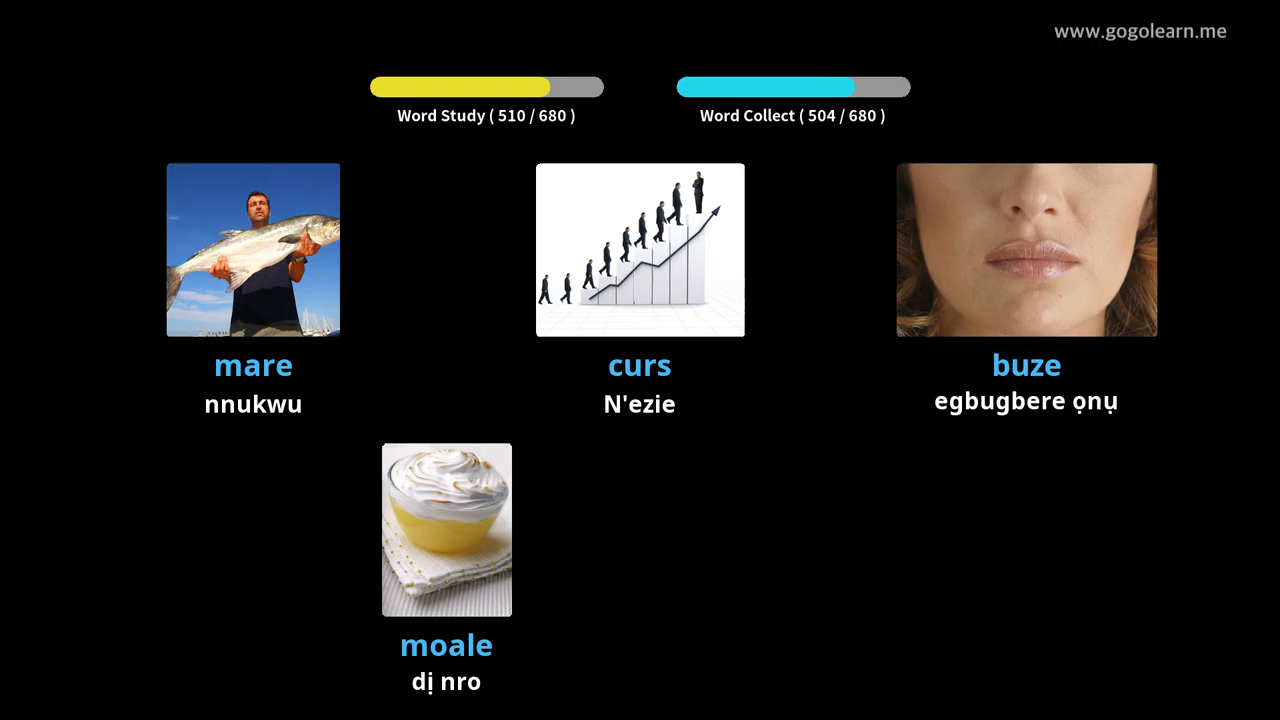 www.gogolearn.me
Word Study ( 510 / 680 )
Word Collect ( 504 / 680 )
mare
nnukwu
curs
N'ezie
buze
egbugbere ọnụ
moale
dị nro